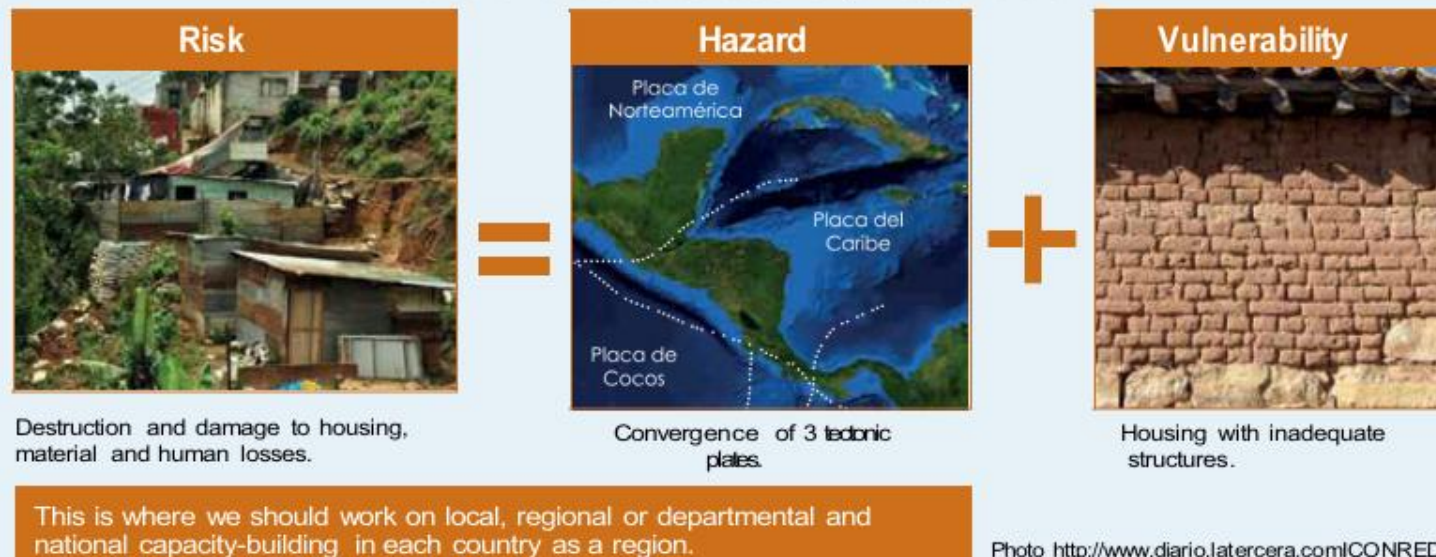 Risk
Hazard
Vulnerability
Placa de
Norteamérica
Placa del
Caribe
Placa de
Cocos
=
+
Destruction and damage to housing,
material and human losses.
Convergence of 3 tectonic
plates.
Housing with inadequate
structures.
This is where we should work on local, regional or departmental and
national capacity-building in each country as a region.
Photo http://www.diario.latercera.com|CONRED